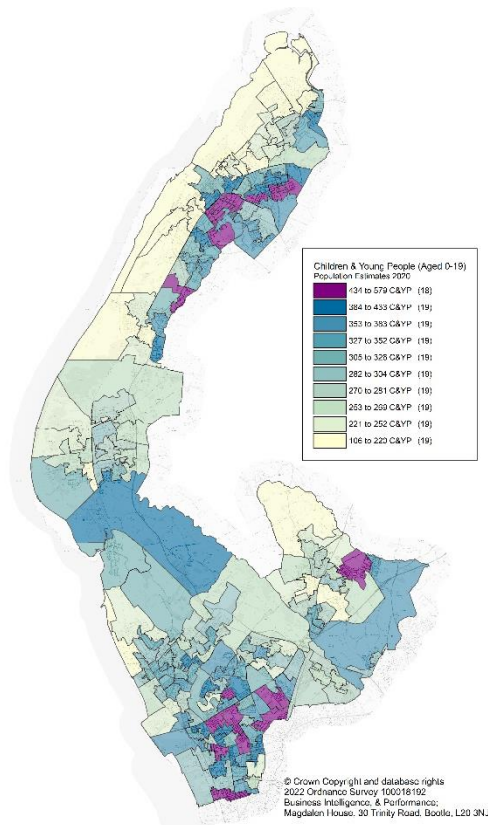 Children & Young People (Aged 0-19)
Population Estimates 2020
434 to 579 C&YP (18)
384 to 433 C&YP (19)
353 to 383 C&YP (19)
327 to 352 C&YP (19)
305 to 326 C&YP (19)
282 to 304 C&YP (19)
270 to 281 C&YP (19)
253 to 269 C&YP (19)
221 to 252 C&YP (19)
106 to 220 C&YP (19)
© Crown Copyright and database rights
2022 Ordnance Survey 100018192
Business Intelligence, & Performance;
Magdalen House, 30 Trinity Road, Bootle, L20 3NJ